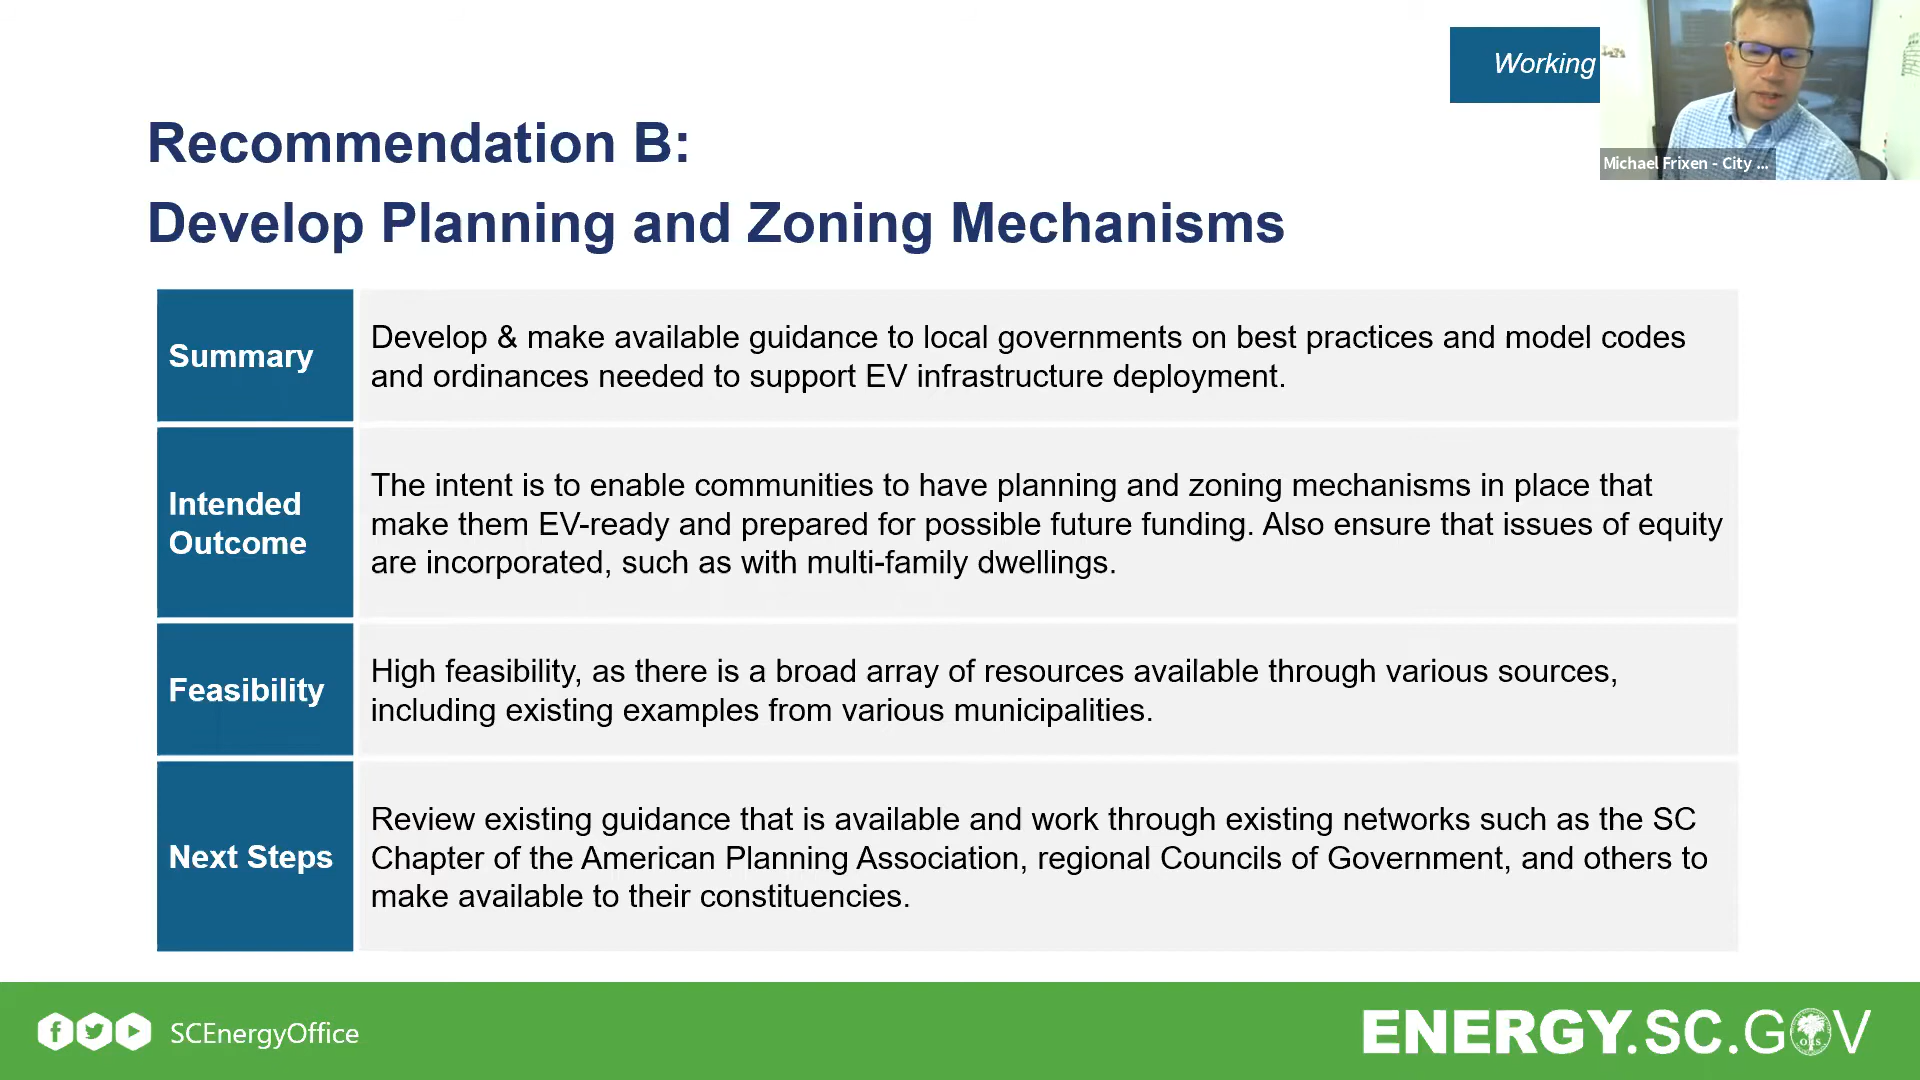 Working
Michael Frixen - City ...
Recommendation B:
Develop Planning and Zoning Mechanisms
Summary
Develop & make available guidance to local governments on best practices and model codes
and ordinances needed to support EV infrastructure deployment.
Intended
Outcome
The intent is to enable communities to have planning and zoning mechanisms in place that
make them EV-ready and prepared for possible future funding. Also ensure that issues of equity
are incorporated, such as with multi-family dwellings.
Feasibility
High feasibility, as there is a broad array of resources available through various sources,
including existing examples from various municipalities.
Next Steps
Review existing guidance that is available and work through existing networks such as the SC
Chapter of the American Planning Association, regional Councils of Government, and others to
make available to their constituencies.
SCEnergyOffice
ENERGY.SC.GOV